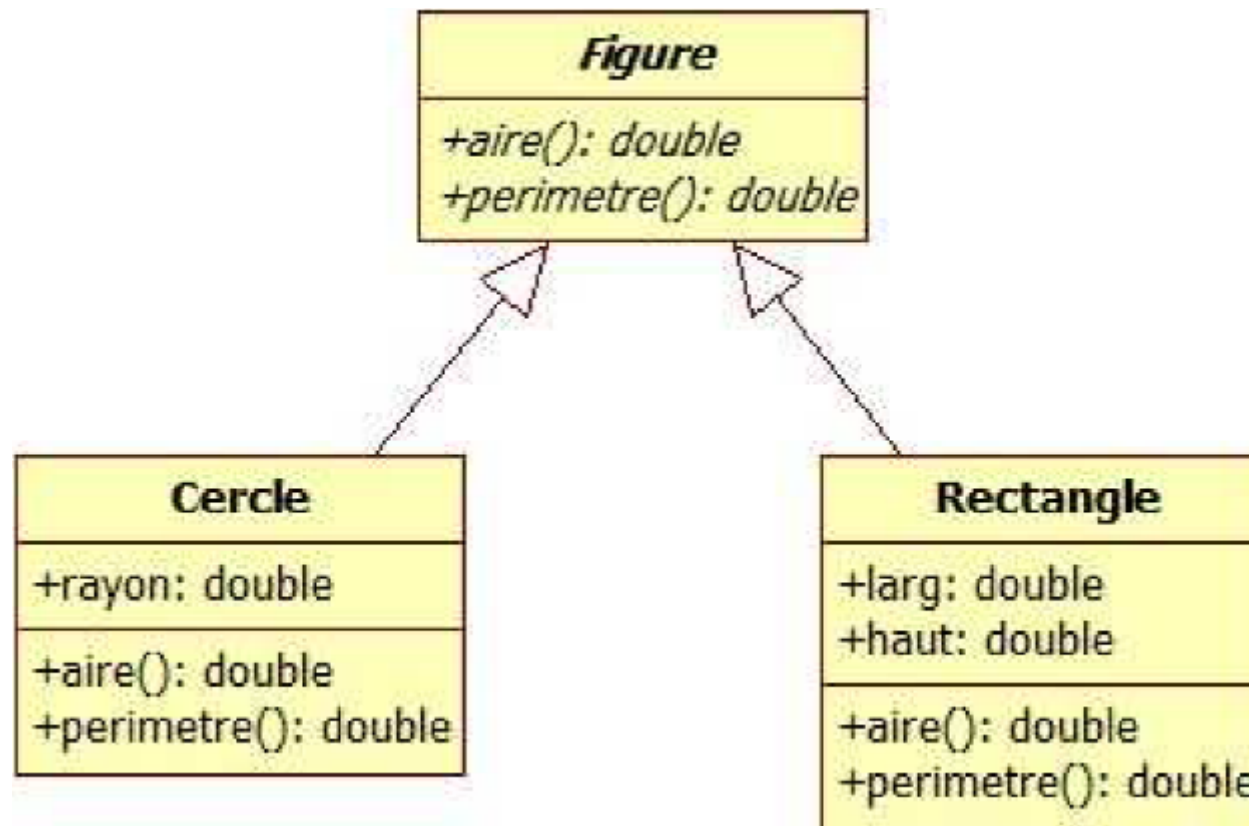 Figure
+aire(): double
+perimetre(): double
Cercle
+rayon: double
+aire(): double
+perimetre(): double
Rectangle
+larg: double
+haut: double
+aire(): double
+perimetre(): double